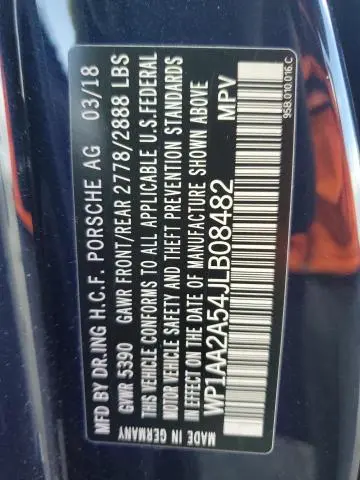 MFD BY DR.ING H.C.F. PORSCHE AG 03/18
GVWR 5390 GAWR FRONT/REAR 2778/2888 LBS
THIS VEHICLE CONFORMS TO ALL APPLICABLE U.S.FEDERAL
MOTOR VEHICLE SAFETY AND THEFT PREVENTION STANDARDS
IN EFFECT ON THE DATE OF MANUFACTURE SHOWN ABOVE
WP1AA2A54JLB08482 MPV
MADE IN GERMANY
95B.010.016.C